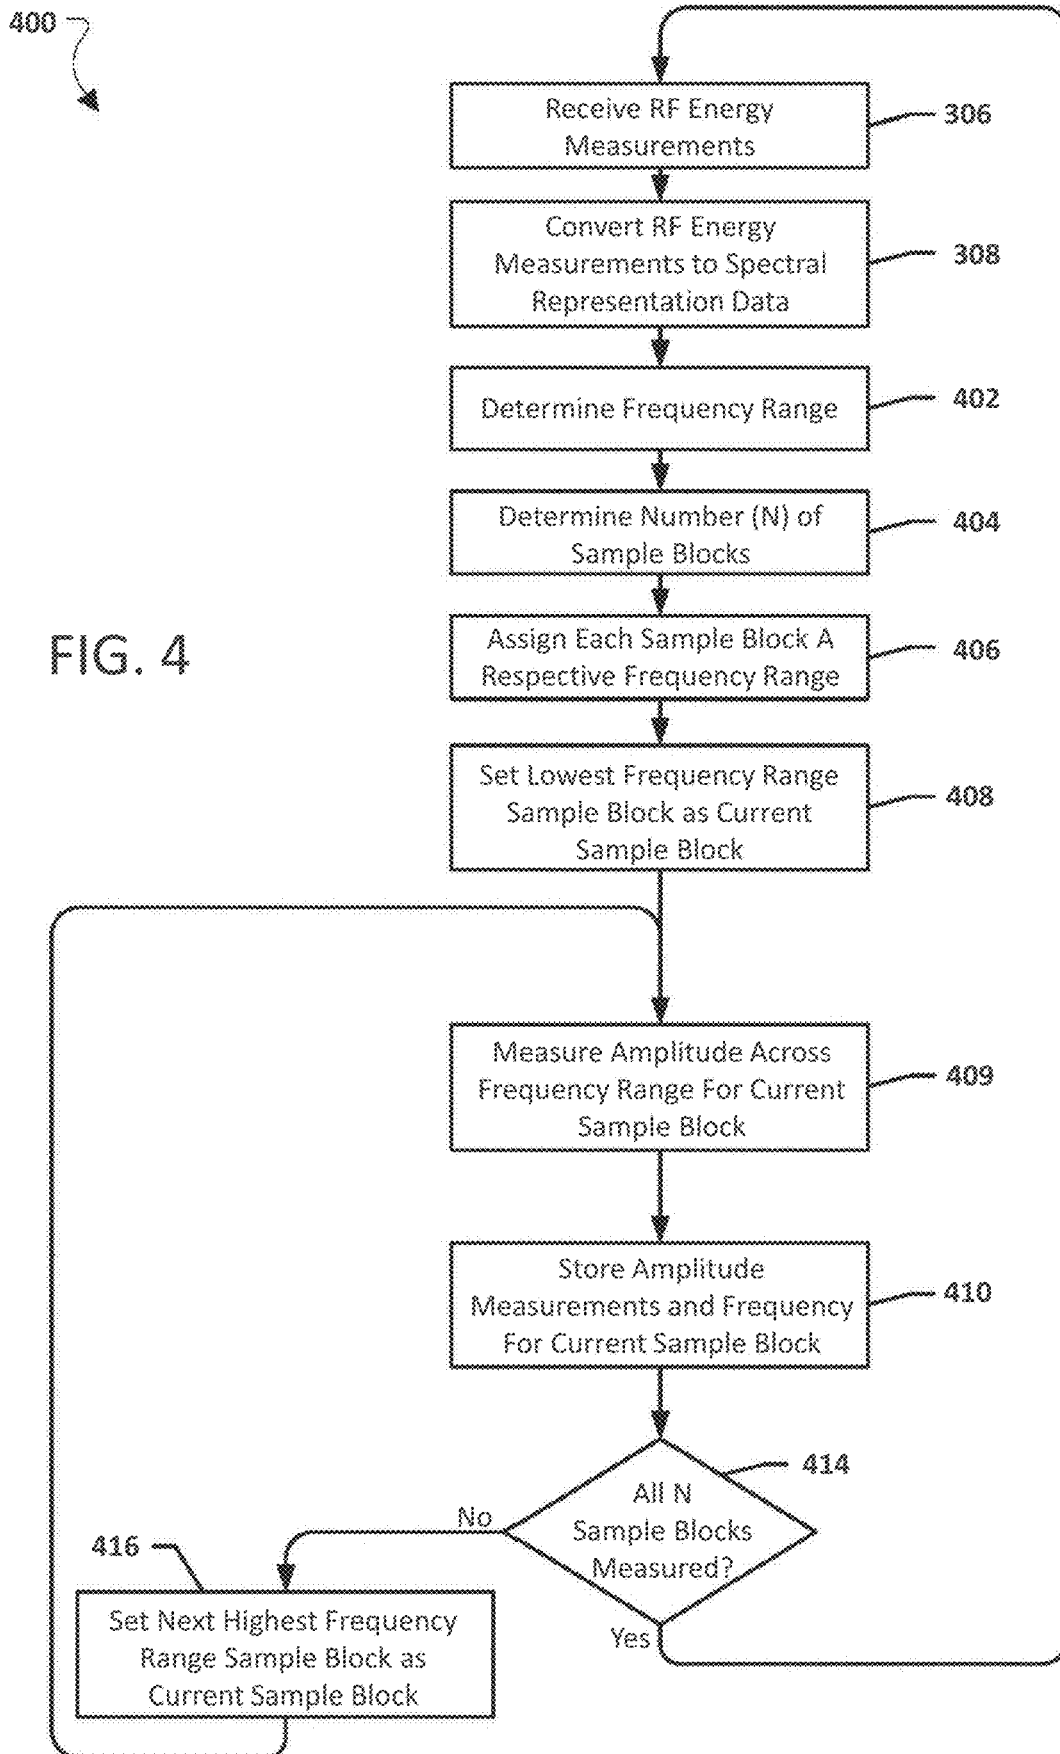 400
Receive RF Energy
Measurements
306
Convert RF Energy
Measurements to Spectral
Representation Data
308
Determine Frequency Range
402
Determine Number (N) of
Sample Blocks
404
FIG. 4
Assign Each Sample Block A
Respective Frequency Range
406
Set Lowest Frequency Range
Sample Block as Current
Sample Block
408
Measure Amplitude Across
Frequency Range For Current
Sample Block
409
Store Amplitude
Measurements and Frequency
For Current Sample Block
410
All N
Sample Blocks
Measured?
414
No
Yes
416
Set Next Highest Frequency
Range Sample Block as
Current Sample Block